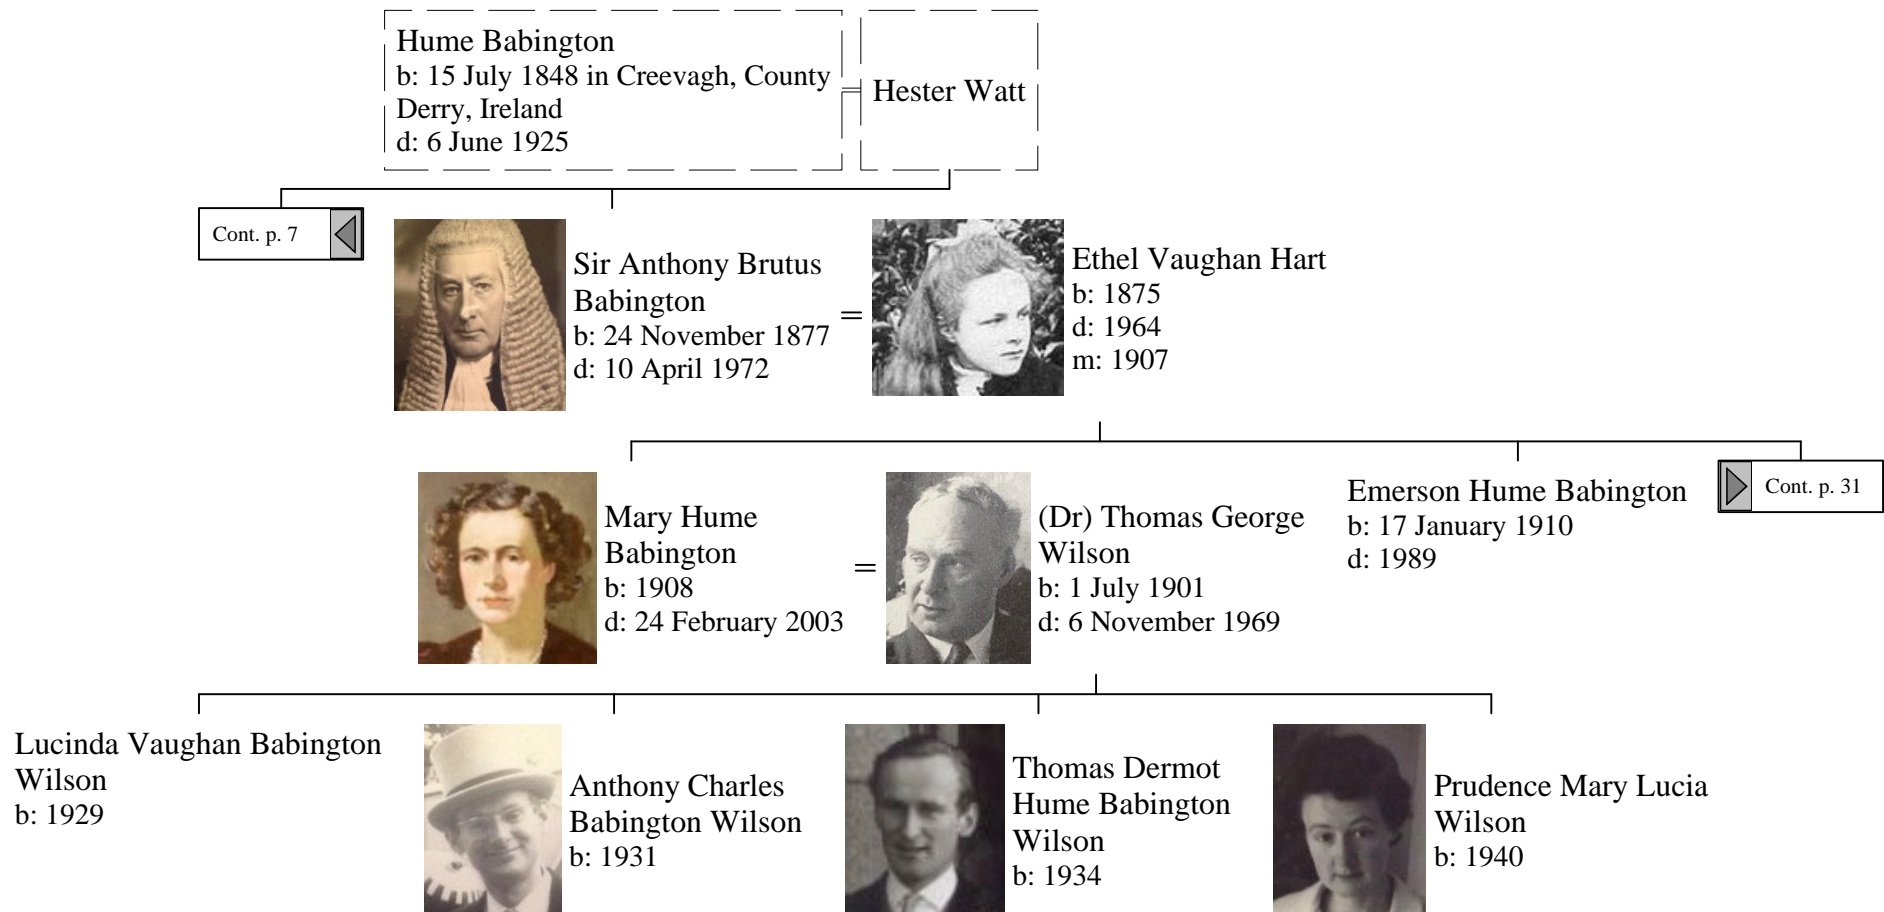 Hume Babington
b: 15 July 1848 in Creevagh, County
Derry, Ireland
d: 6 June 1925
Hester Watt
Cont. p. 7
Sir Anthony Brutus
Babington
b: 24 November 1877
d: 10 April 1972
=
Ethel Vaughan Hart
b: 1875
d: 1964
m: 1907
Mary Hume
Babington
b: 1908
d: 24 February 2003
=
(Dr) Thomas George
Wilson
b: 1 July 1901
d: 6 November 1969
Emerson Hume Babington
b: 17 January 1910
d: 1989
Cont. p. 31
Lucinda Vaughan Babington
Wilson
b: 1929
Anthony Charles
Babington Wilson
b: 1931
Thomas Dermot
Hume Babington
Wilson
b: 1934
Prudence Mary Lucia
Wilson
b: 1940